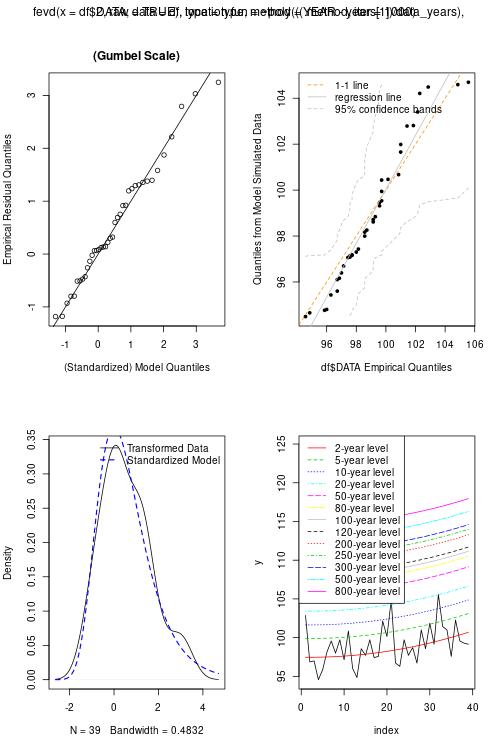 (Gumbel Scale)
Empirical Residual Quantiles
-1 0 1 2 3
-1 0 1 2 3
(Standardized) Model Quantiles
Quantiles from Model Simulated Data
96 98 100 102 104
1-1 line
regression line
95% confidence bands
96 98 100 102 104 106
df$DATA Empirical Quantiles
Density
0.00 0.05 0.10 0.15 0.20 0.25 0.30 0.35
Transformed Data
Standardized Model
-2 0 2 4
N = 39 Bandwidth = 0.4832
y
95 100 105 110 115 120 125
2-year level
5-year level
10-year level
20-year level
50-year level
80-year level
100-year level
120-year level
200-year level
250-year level
300-year level
500-year level
800-year level
0 10 20 30 40
index